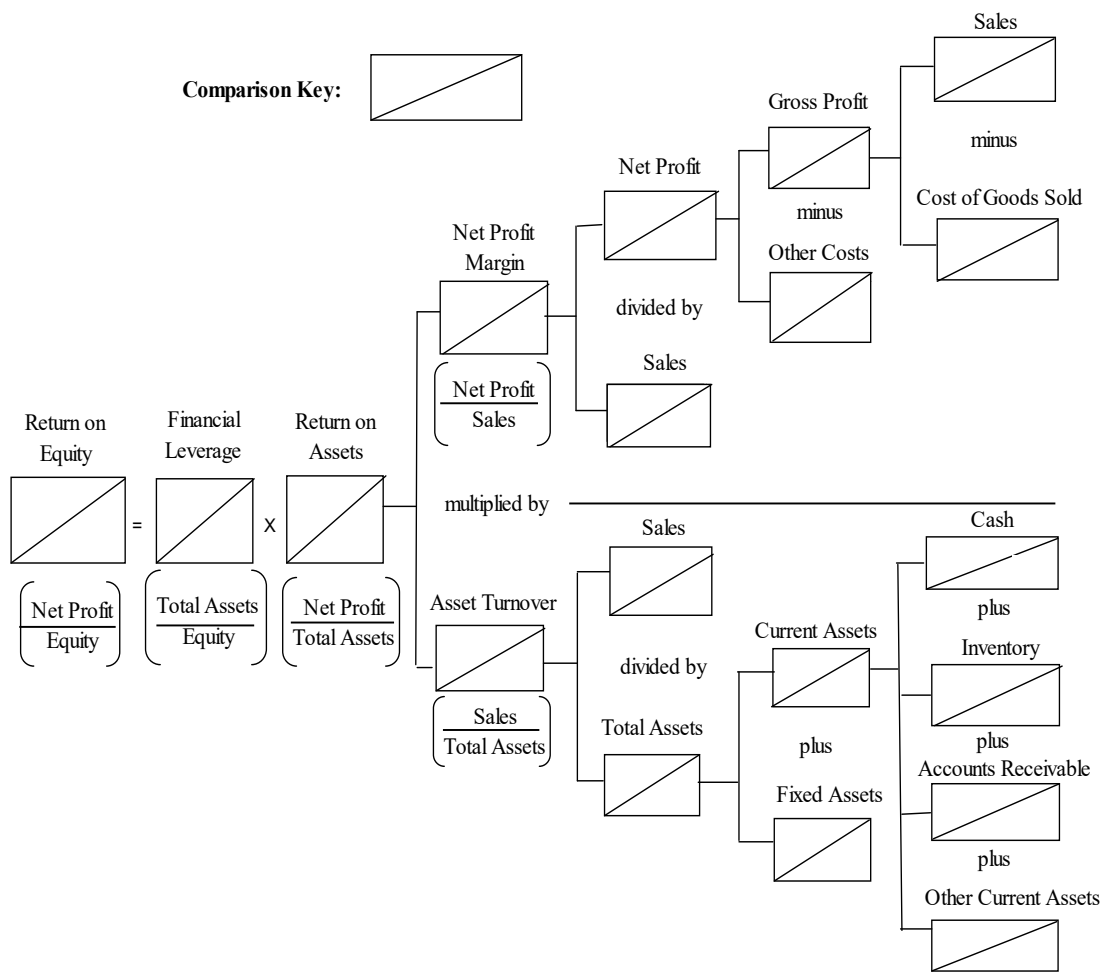 Sales
Comparison Key:
Gross Profit
minus
Net Profit
Cost of Goods Sold
minus
Net Profit
Margin
Other Costs
divided by
Sales
Net Profit
Sales
Return on
Equity
Financial
Leverage
Return on
Assets
multiplied by
=
X
Net Profit
Equity
Total Assets
Equity
Net Profit
Total Assets
Sales
Cash
Asset Turnover
plus
Current Assets
divided by
Inventory
Sales
Total Assets
Total Assets
plus
plus
Accounts Receivable
Fixed Assets
plus
Other Current Assets